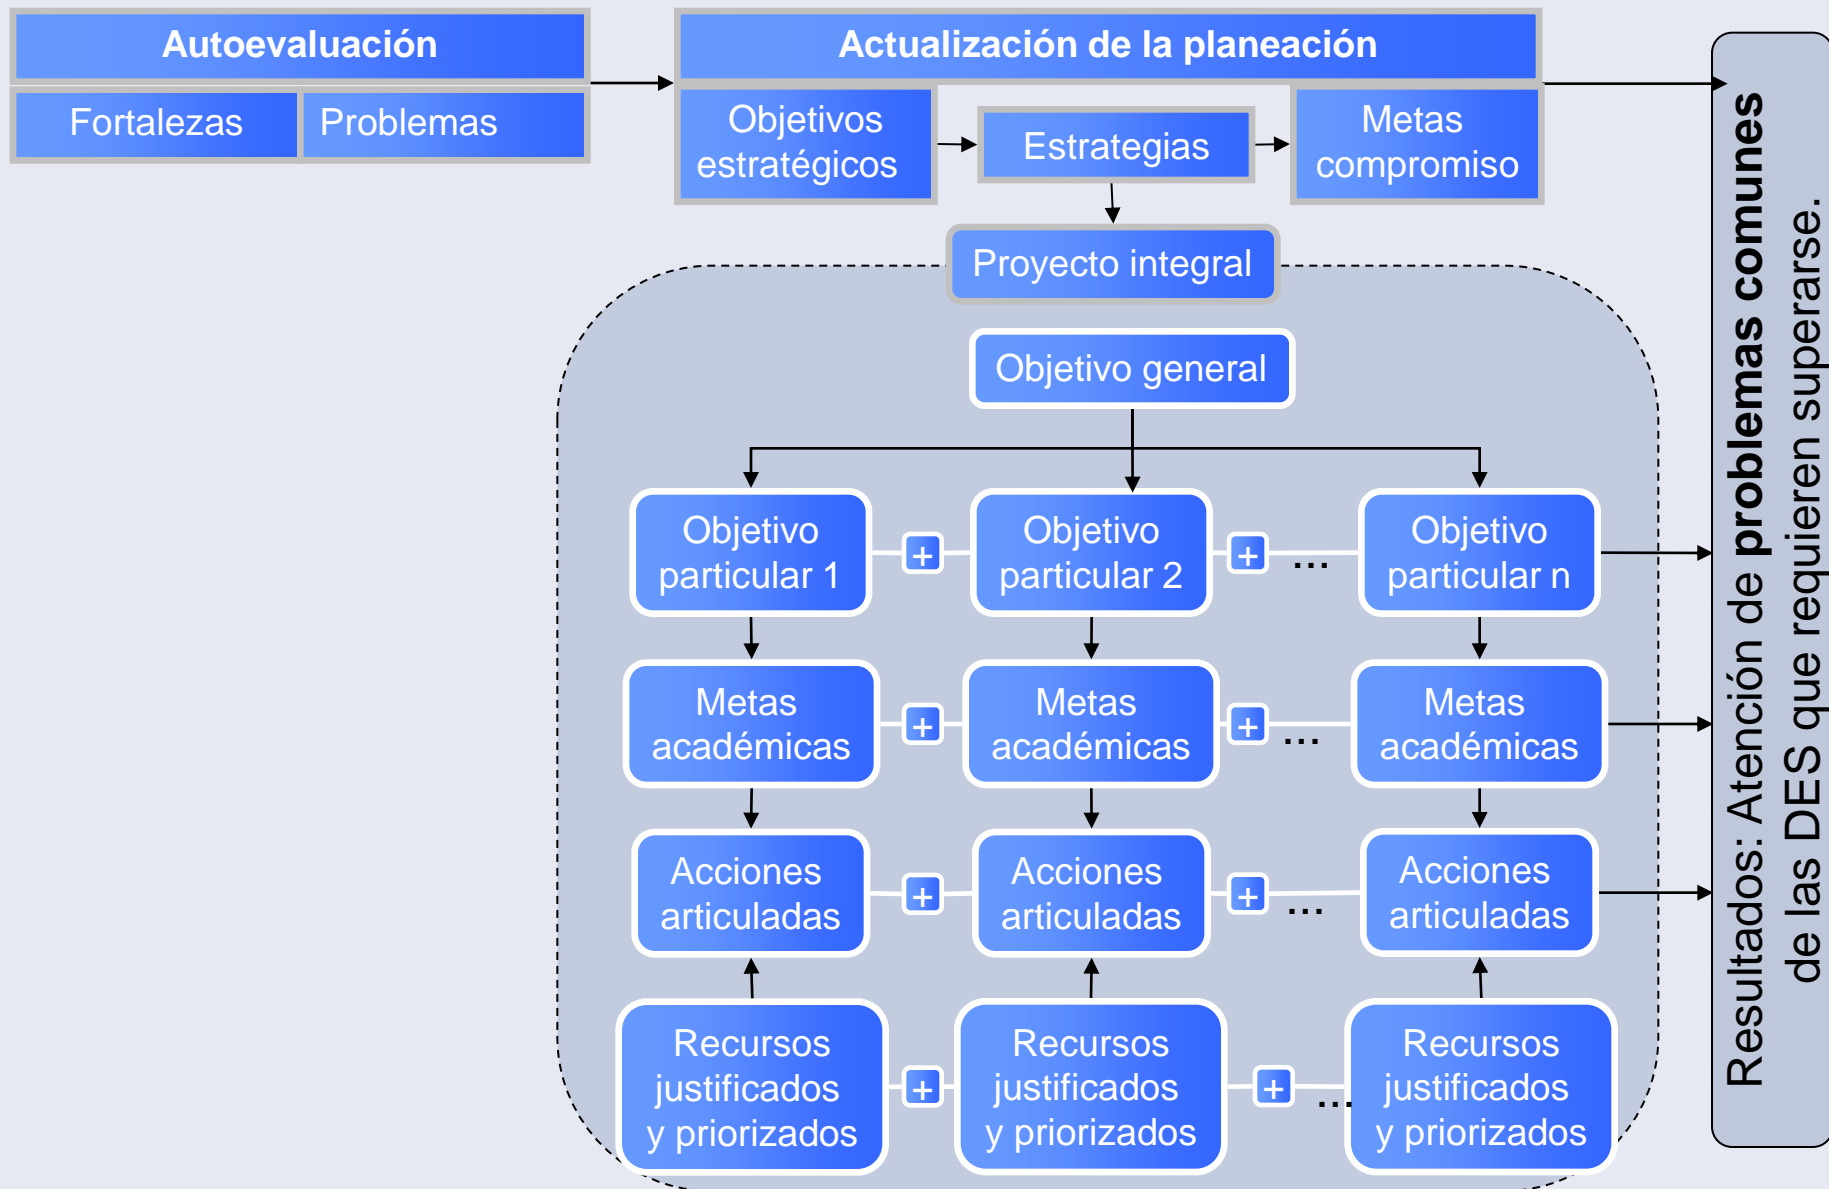 Autoevaluación
Fortalezas
Problemas
Actualización de la planeación
Objetivos
estratégicos
Estrategias
Metas
compromiso
Proyecto integral
Objetivo general
Objetivo
particular 1
+
Objetivo
particular 2
+
...
Objetivo
particular n
Metas
académicas
+
Metas
académicas
+
...
Metas
académicas
Acciones
articuladas
+
Acciones
articuladas
+
...
Acciones
articuladas
Recursos
justificados
y priorizados
+
Recursos
justificados
y priorizados
+
...
Recursos
justificados
y priorizados
Resultados: Atención de problemas comunes
de las DES que requieren superarse.